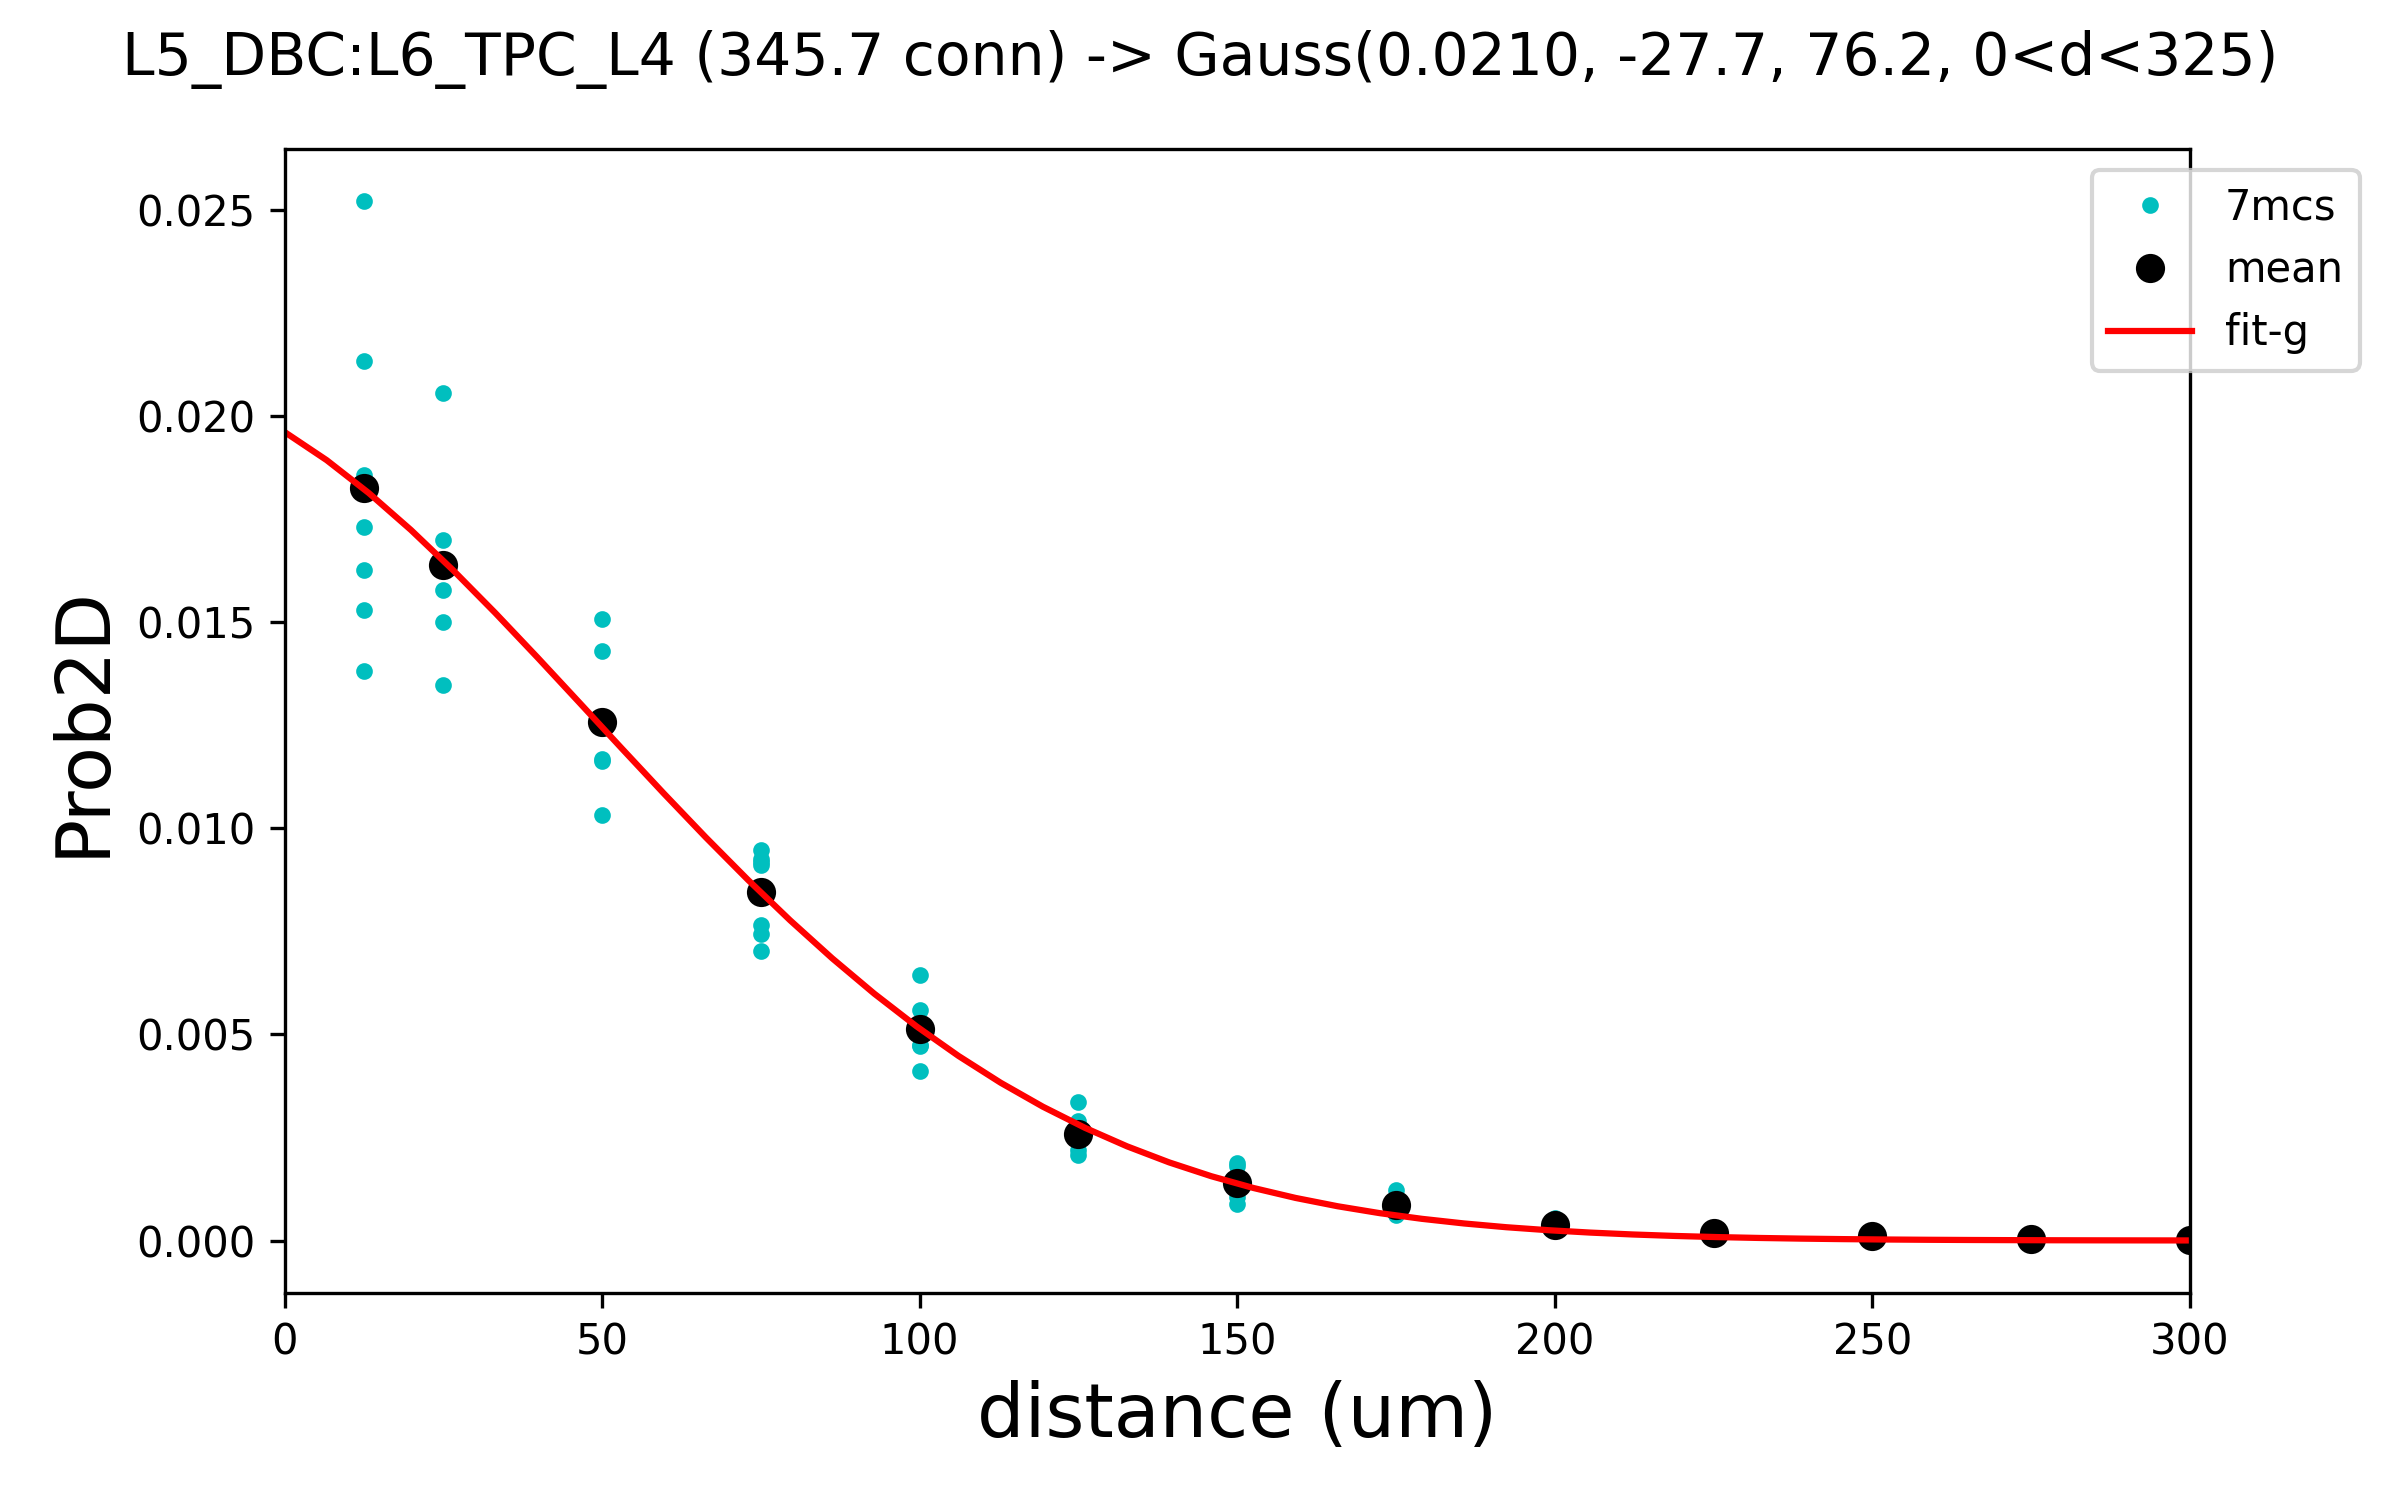 L5_DBC:L6_TPC_L4 (345.7 conn) -> Gauss(0.0210, -27.7, 76.2, 0<d<325)
7mcs
mean
fit-g
Prob2D
0.025
0.020
0.015
0.010
0.005
0.000
0 50 100 150 200 250 300
distance (um)